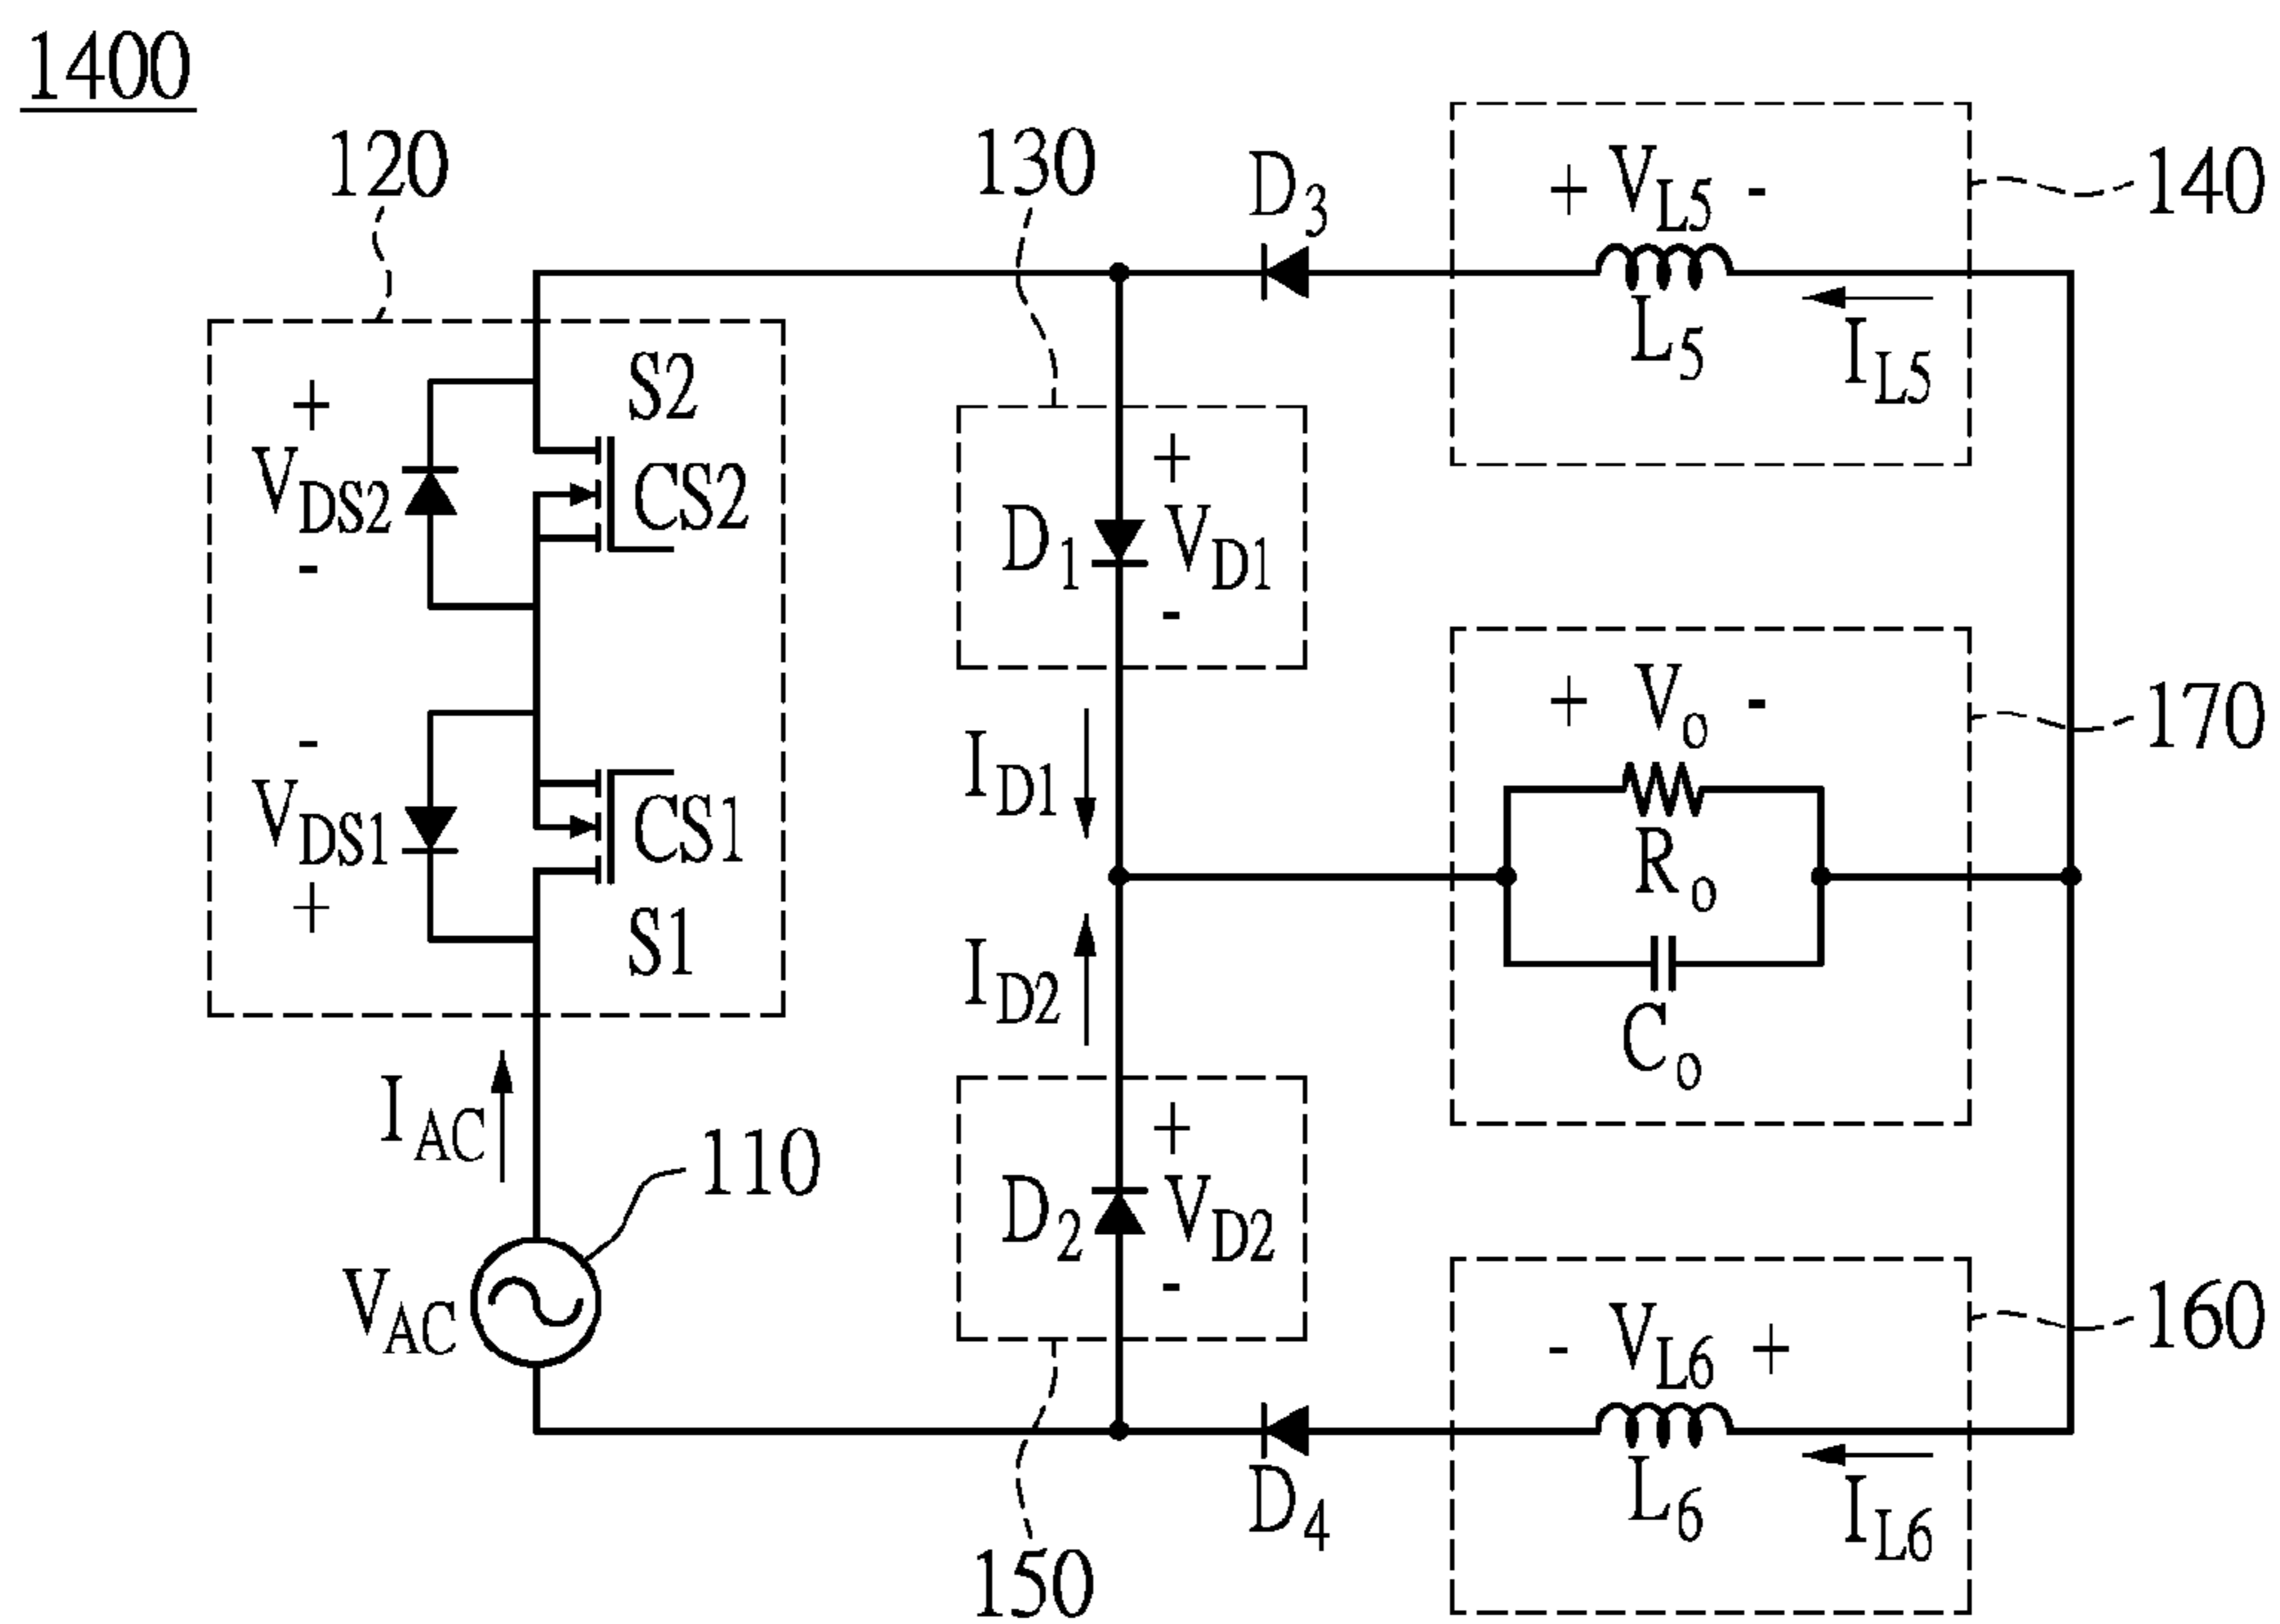 1400
120
130
140
D3
+ VL5 -
L5
IL5
S2
+
VDS2
-
CS2
D1
+
VD1
-
170
+ Vo -
Ro
Co
-
VDS1
+
CS1
S1
ID1
ID2
IAC
110
VAC
D2
+
VD2
-
160
- VL6 +
L6
IL6
D4
150